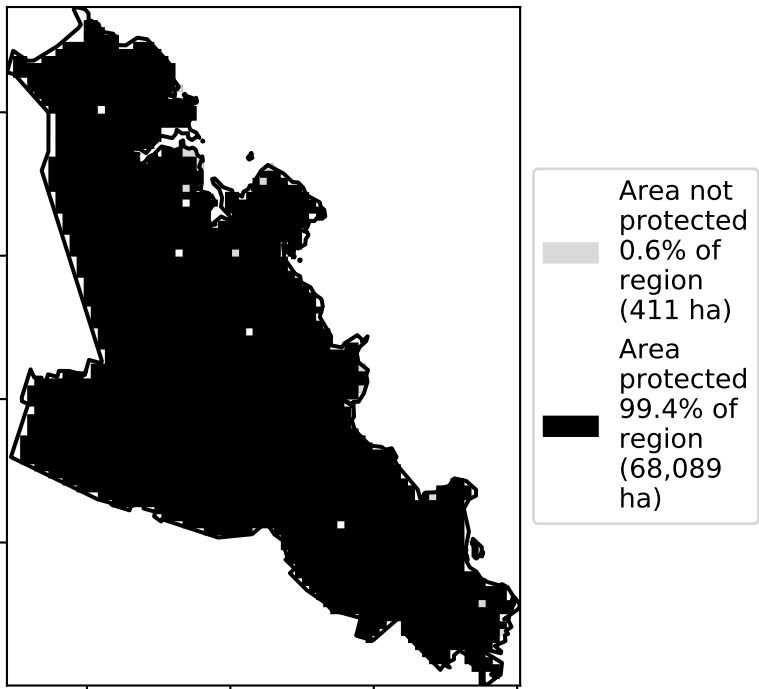 Area not
protected
0.6% of
region
(411 ha)
Area
protected
99.4% of
region
(68,089
ha)